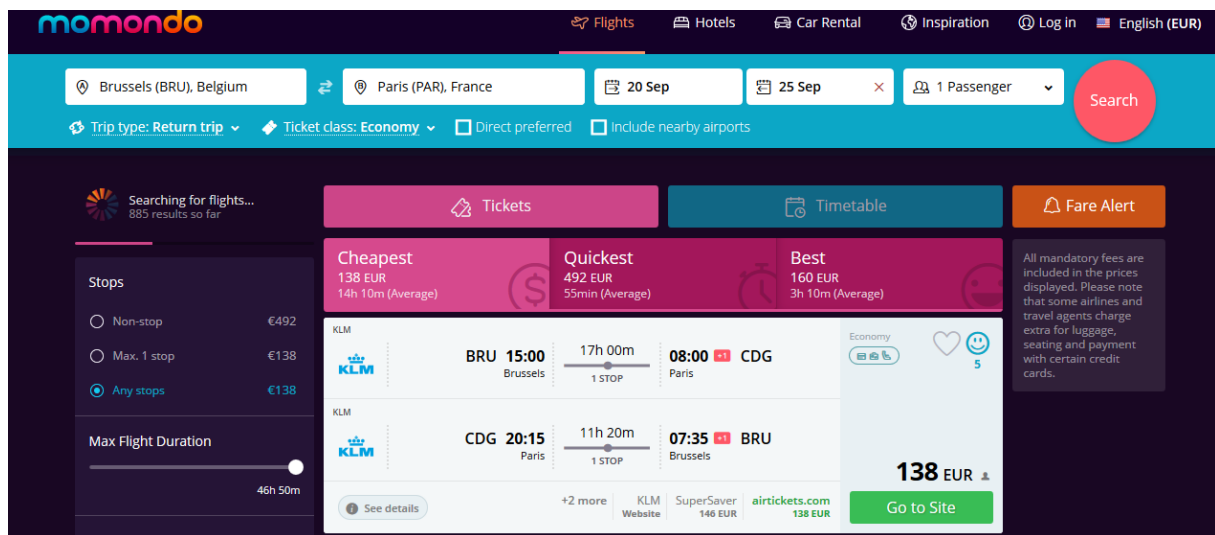 momondo
Flights Hotels Car Rental Inspiration Log in English (EUR)
A Brussels (BRU), Belgium B Paris (PAR), France 20 Sep 25 Sep × 1 Passenger Search
Trip type: Return trip Ticket class: Economy Direct preferred Include nearby airports
Searching for flights...
885 results so far
Tickets Timetable Fare Alert
Stops
Non-stop €492
Max. 1 stop €138
Any stops €138
Max Flight Duration
46h 50m
Cheapest
138 EUR
14h 10m (Average)
Quickest
492 EUR
55min (Average)
Best
160 EUR
3h 10m (Average)
KLM
KLM
BRU 15:00 17h 00m 08:00 +1 CDG
Brussels 1 STOP Paris
KLM
KLM
CDG 20:15 11h 20m 07:35 +1 BRU
Paris 1 STOP Brussels
See details
+2 more
KLM
Website
SuperSaver
146 EUR
airtickets.com
138 EUR
Economy
5
138 EUR
Go to Site
All mandatory fees are
included in the prices
displayed. Please note
that some airlines and
travel agents charge
extra for luggage,
seating and payment
with certain credit
cards.